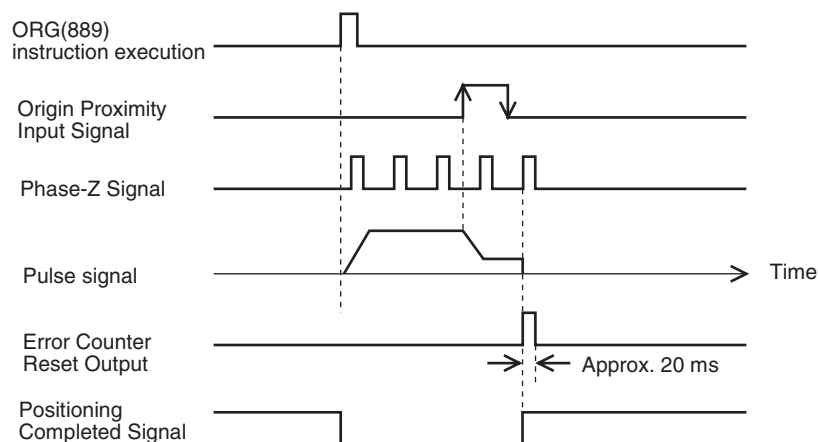 ORG(889)
instruction execution
Origin Proximity
Input Signal
Phase-Z Signal
Pulse signal
Time
Error Counter
Reset Output
Approx. 20 ms
Positioning
Completed Signal